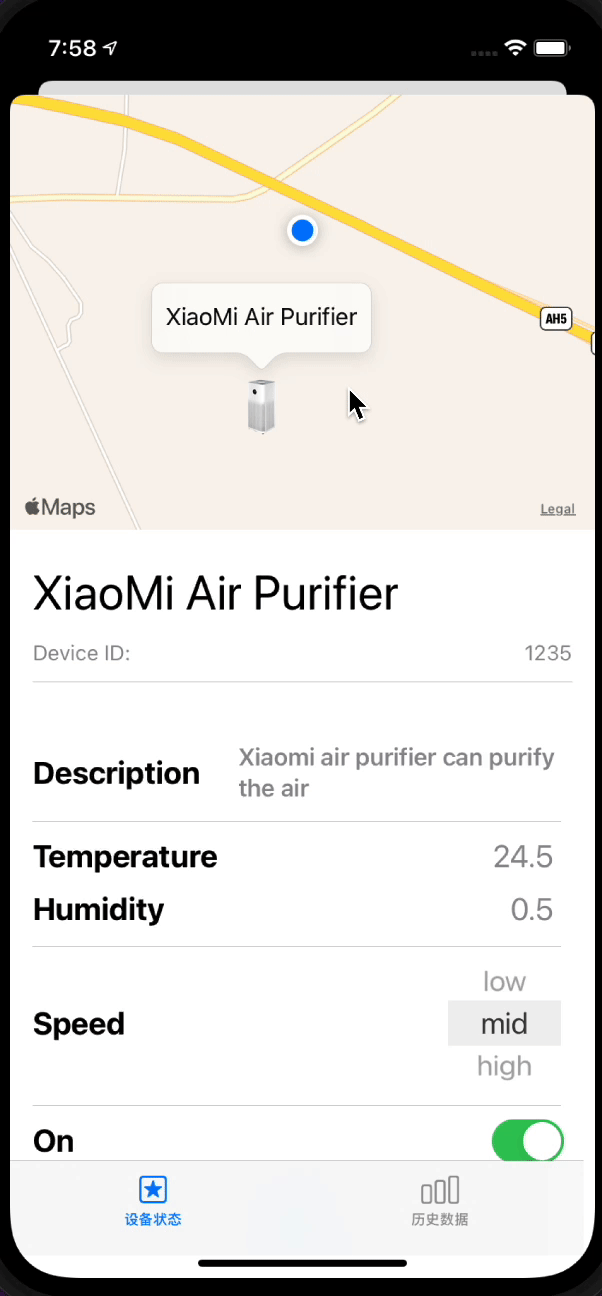 7:58
XiaoMi Air Purifier
AH5
Maps
Legal
XiaoMi Air Purifier
Device ID: 1235
Description
Xiaomi air purifier can purify
the air
Temperature 24.5
Humidity 0.5
low
Speed mid
high
On
设备状态 历史数据